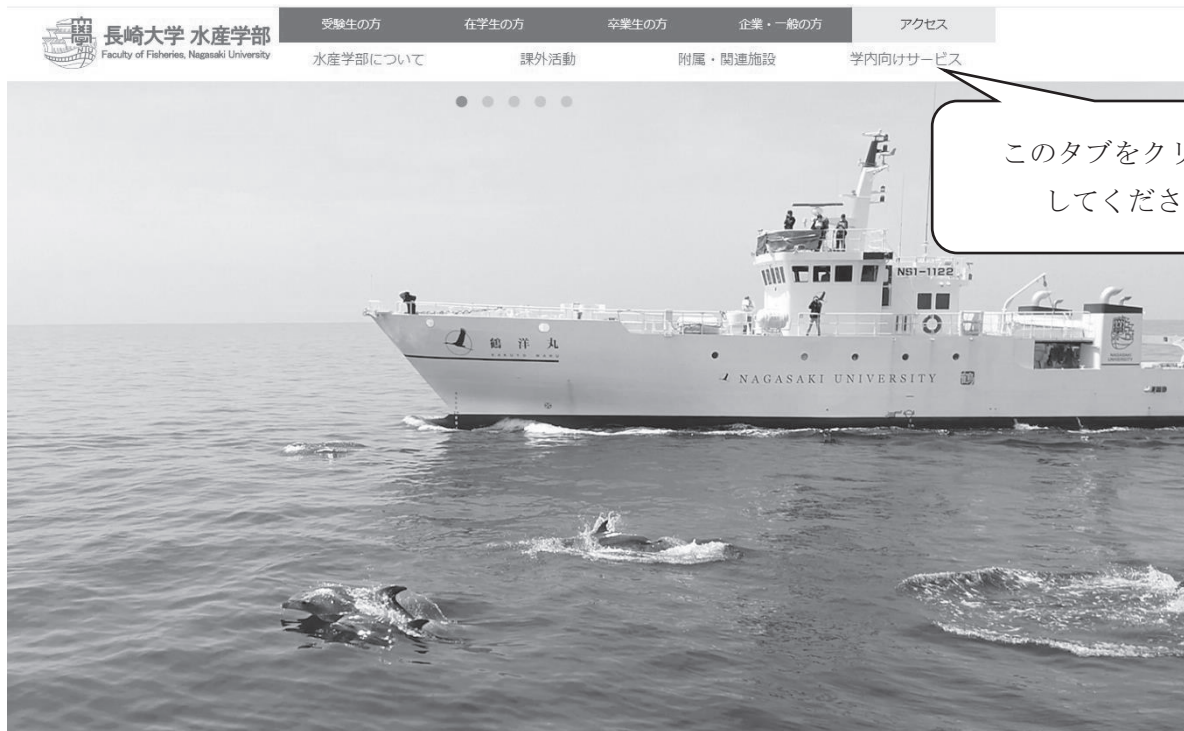 長崎大学 水産学部
Faculty of Fisheries, Nagasaki University
受験生の方 在学生の方 卒業生の方 企業・一般の方 アクセス
水産学部について 課外活動 附属・関連施設 学内向けサービス
このタブをクリ
してくださ
NS1-1122
鶴洋丸
KAKUYO MARU
NAGASAKI UNIVERSITY
NAGASAKI
UNIVERSITY